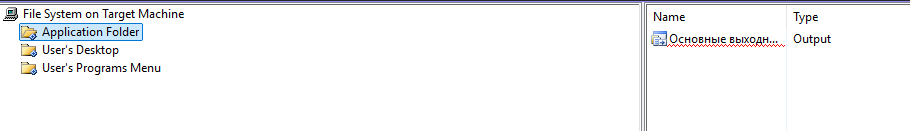 File System on Target Machine
Application Folder
User's Desktop
User's Programs Menu
Name Type
Основные выходн... Output